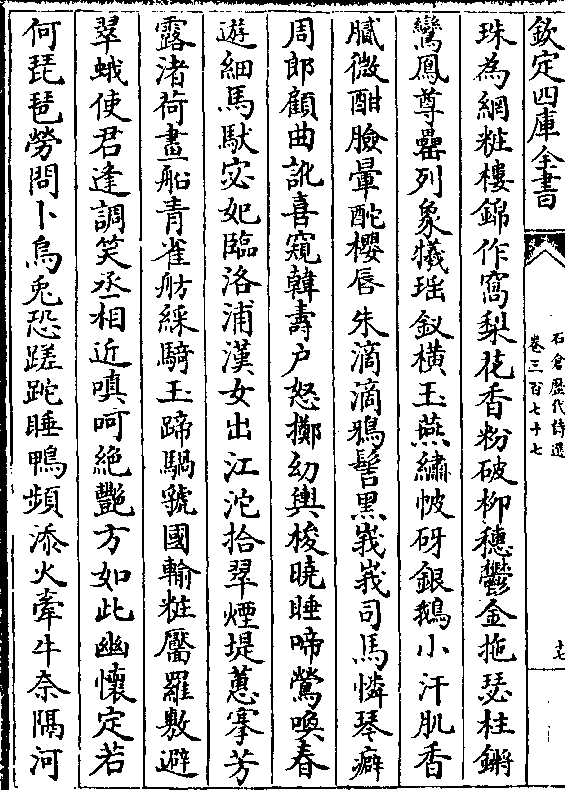 欽定四庫全書
石倉歷代詩選
卷三百七十七
十七
珠為網粧樓錦作窩梨花香粉破柳穗鬱金拖瑟柱鏘
鸞鳳尊罍列象犧瑶釵橫玉燕繡帔砑銀鵝小汗肌香
膩微酣臉暈酡櫻唇朱滴滴鴉髻黑峩峩司馬憐琴癖
周郎顧曲訛喜窺韓壽户怒擲幼輿梭曉睡啼鶯喚春
遊細馬馱宓妃臨洛浦漢女出江沱拾翠煙堤蕙搴芳
露渚荷畫船青雀舫綵騎玉蹄騧虢國輸粧靨羅敷避
翠蛾使君逢調笑丞相近嗔呵絶艶方如此幽懷定若
何琵琶勞問卜烏兎恐蹉跎睡鴨頻添火牽牛奈隔河